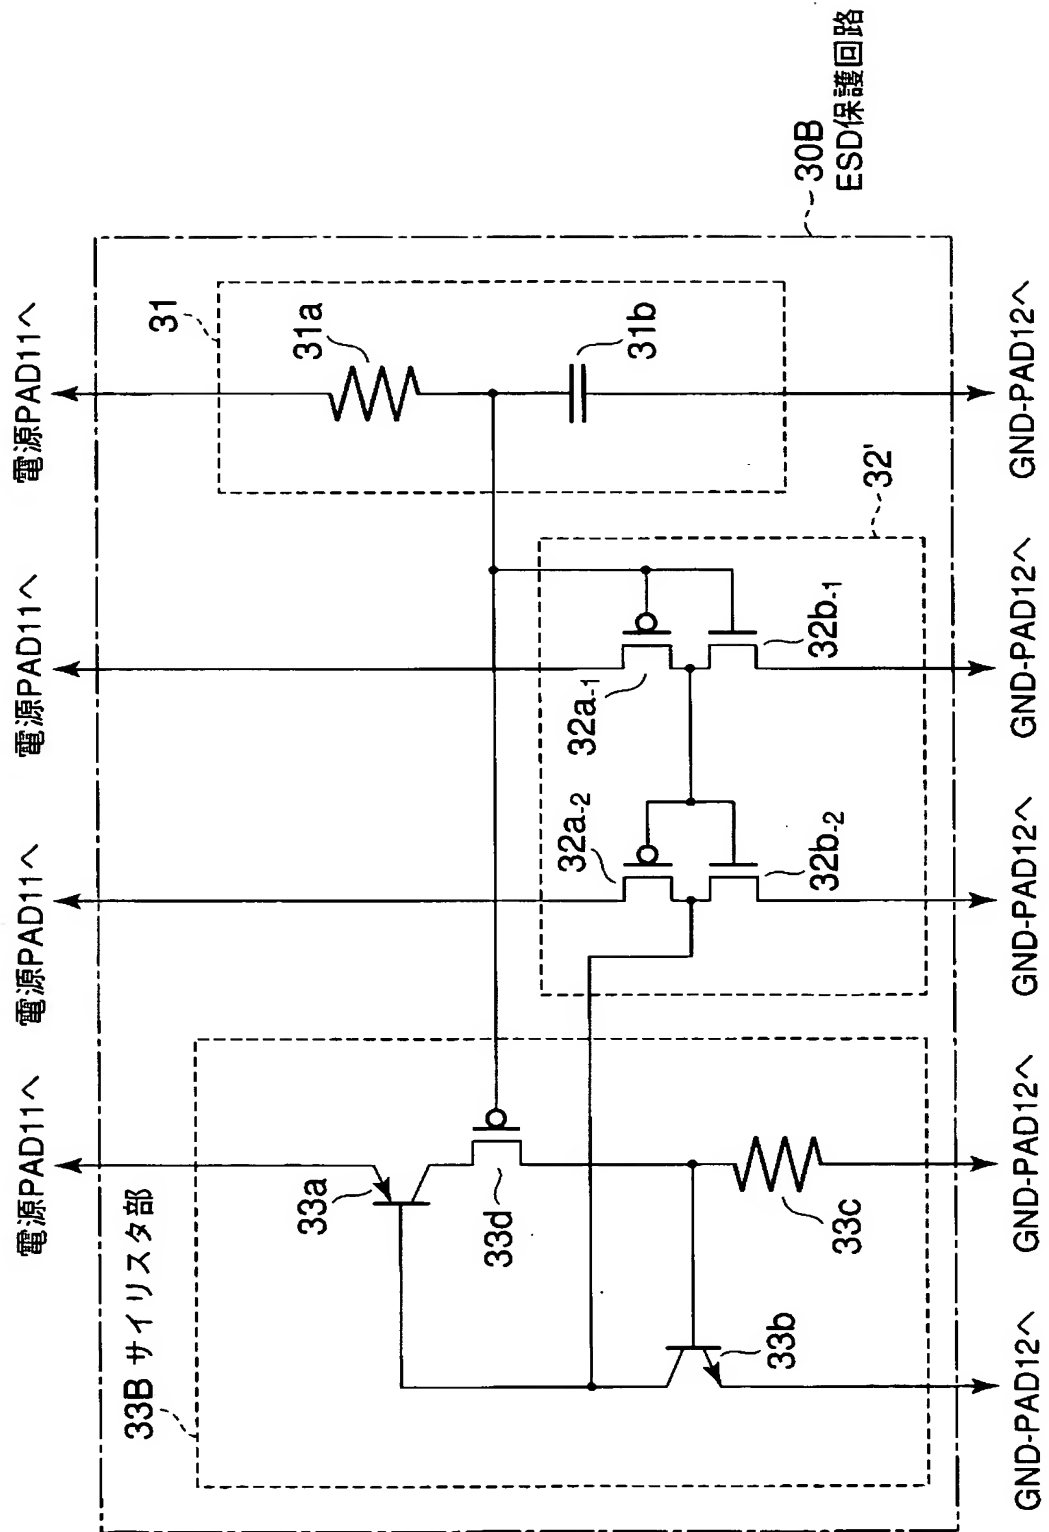 電源PAD11へ
電源PAD11へ
電源PAD11へ
電源PAD11へ
33B サイリスタ部
31
33a
31a
33d
32a-2
32a-1
31b
33b
33c
32b-2
32b-1
32'
30B
ESD保護回路
GND-PAD12へ
GND-PAD12へ
GND-PAD12へ
GND-PAD12へ
GND-PAD12へ